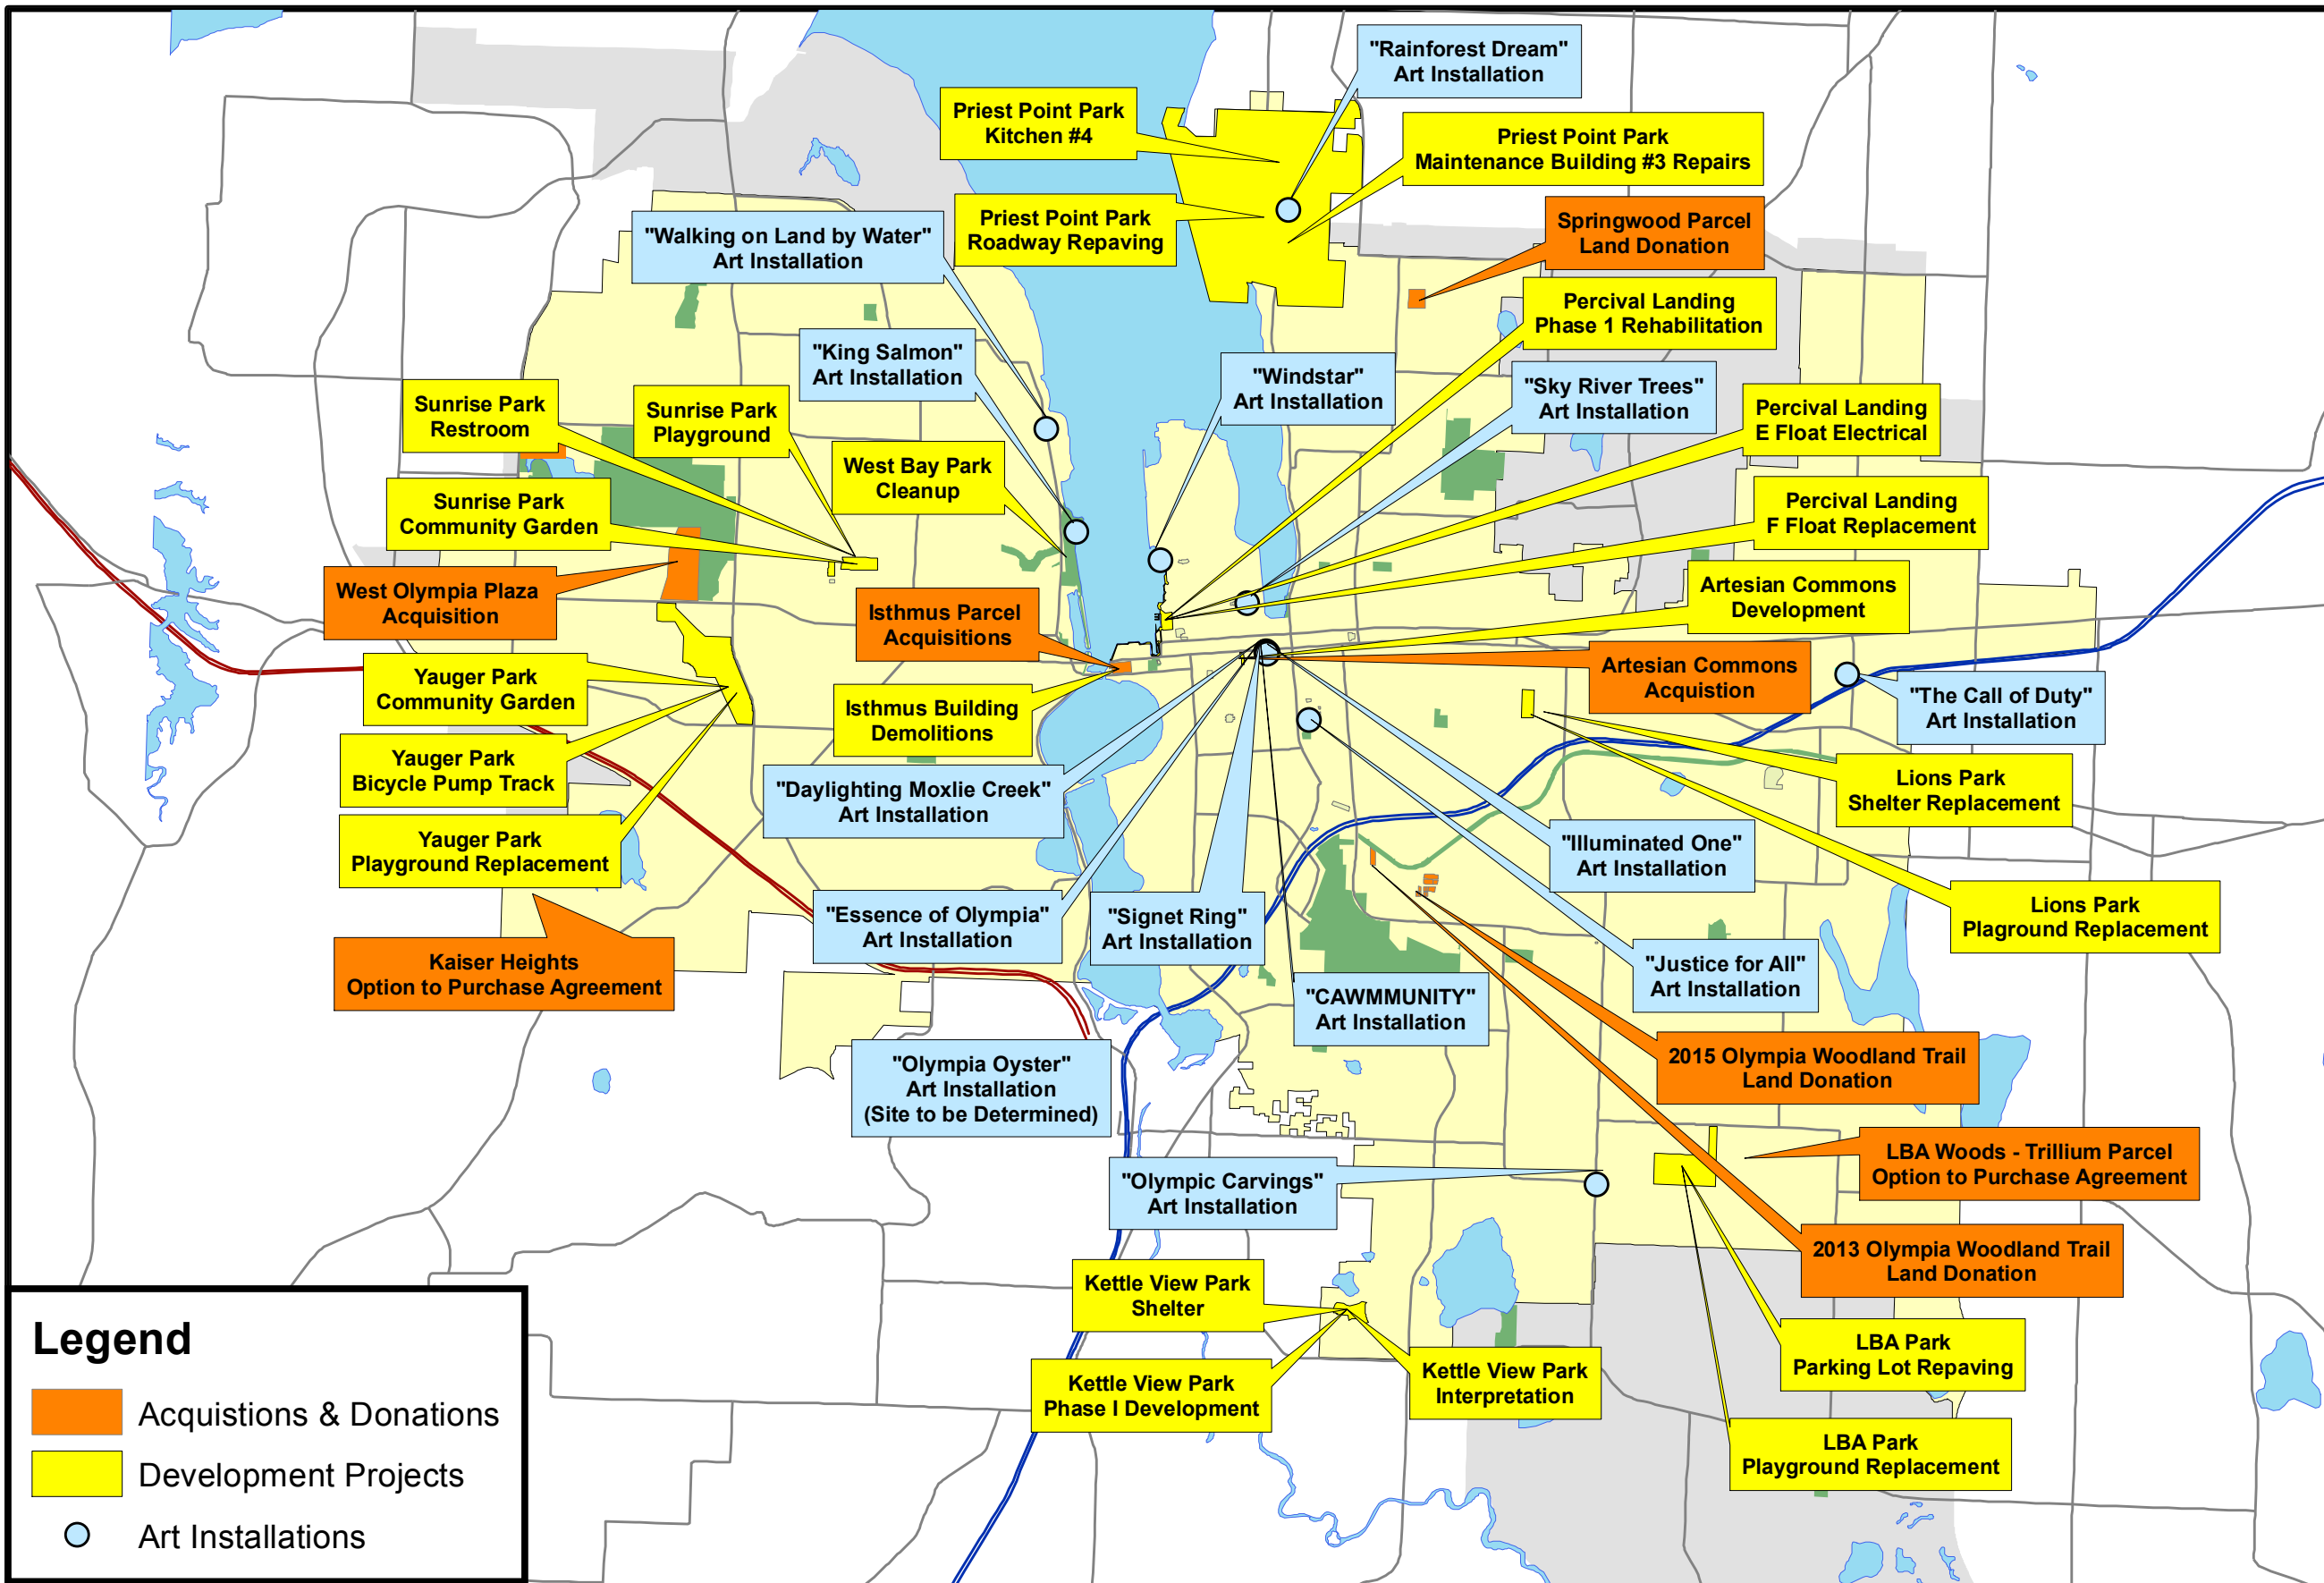 "Rainforest Dream"
Art Installation
Priest Point Park
Kitchen #4
Priest Point Park
Maintenance Building #3 Repairs
Priest Point Park
Roadway Repaving
Springwood Parcel
Land Donation
"Walking on Land by Water"
Art Installation
Percival Landing
Phase 1 Rehabilitation
"King Salmon"
Art Installation
"Windstar"
Art Installation
"Sky River Trees"
Art Installation
Percival Landing
E Float Electrical
Sunrise Park
Restroom
Sunrise Park
Playground
West Bay Park
Cleanup
Sunrise Park
Community Garden
Percival Landing
F Float Replacement
West Olympia Plaza
Acquisition
Isthmus Parcel
Acquisitions
Artesian Commons
Development
Artesian Commons
Acquistion
Yauger Park
Community Garden
Isthmus Building
Demolitions
"The Call of Duty"
Art Installation
Yauger Park
Bicycle Pump Track
"Daylighting Moxlie Creek"
Art Installation
Lions Park
Shelter Replacement
Yauger Park
Playground Replacement
"Illuminated One"
Art Installation
"Essence of Olympia"
Art Installation
"Signet Ring"
Art Installation
Lions Park
Plaground Replacement
Kaiser Heights
Option to Purchase Agreement
"Justice for All"
Art Installation
"CAWMMUNITY"
Art Installation
"Olympia Oyster"
Art Installation
(Site to be Determined)
2015 Olympia Woodland Trail
Land Donation
LBA Woods - Trillium Parcel
Option to Purchase Agreement
"Olympic Carvings"
Art Installation
2013 Olympia Woodland Trail
Land Donation
Kettle View Park
Shelter
LBA Park
Parking Lot Repaving
Kettle View Park
Phase I Development
Kettle View Park
Interpretation
LBA Park
Playground Replacement
Legend
Acquistions & Donations
Development Projects
Art Installations